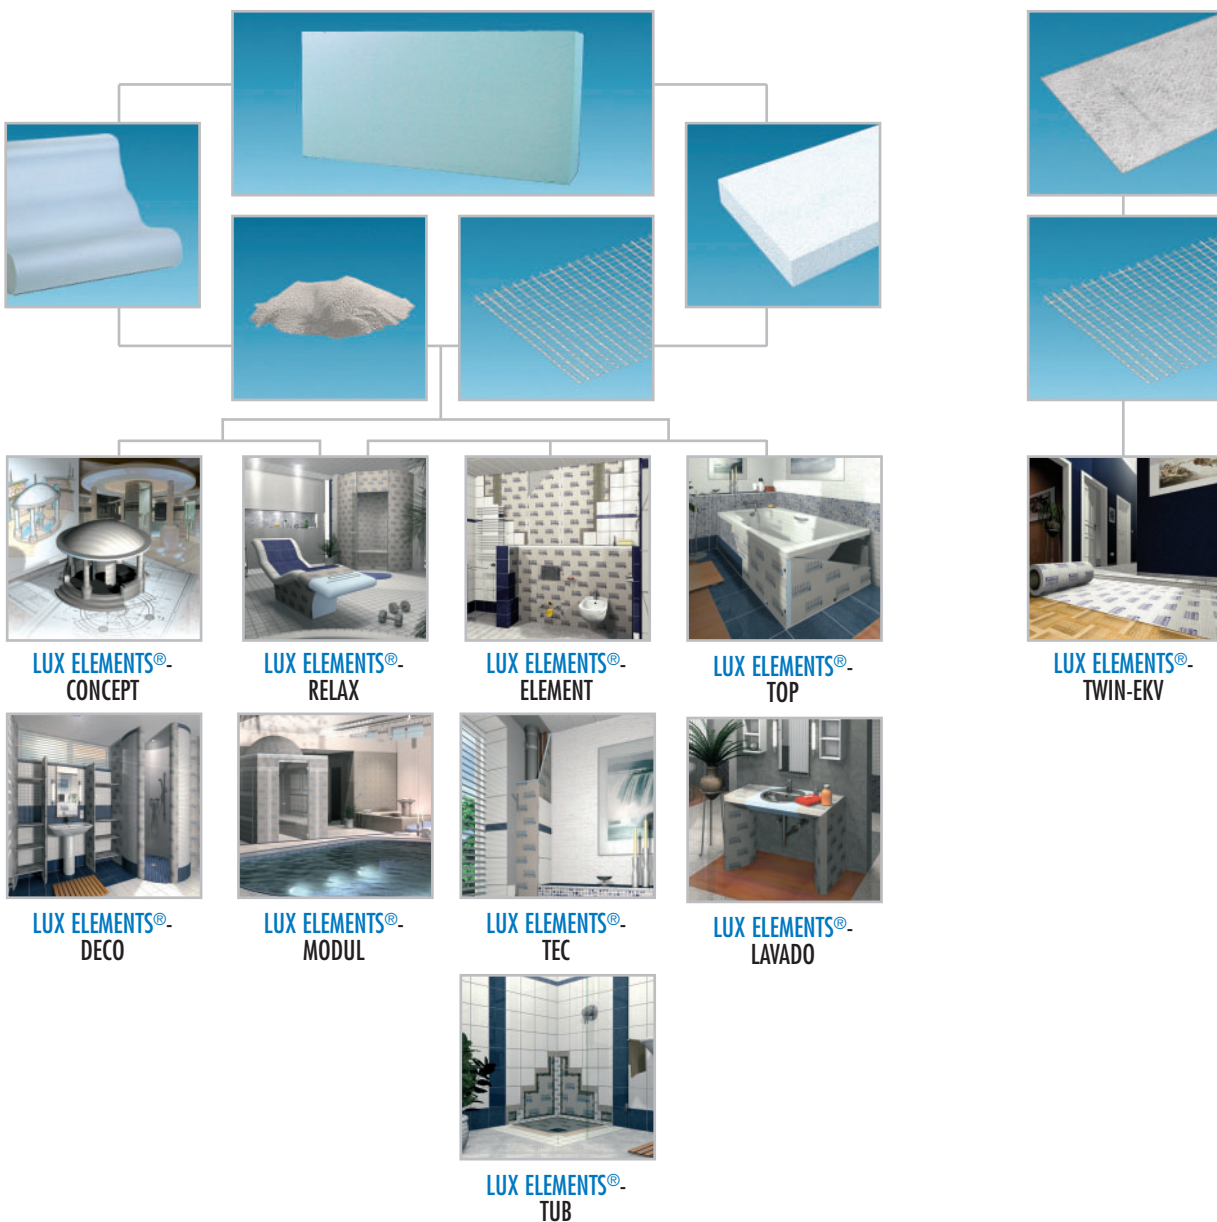 LUX ELEMENTS®-
CONCEPT
LUX ELEMENTS®-
RELAX
LUX ELEMENTS®-
ELEMENT
LUX ELEMENTS®-
TOP
LUX ELEMENTS®-
TWIN-EKV
LUX ELEMENTS®-
DECO
LUX ELEMENTS®-
MODUL
LUX ELEMENTS®-
TEC
LUX ELEMENTS®-
LAVADO
LUX ELEMENTS®-
TUB